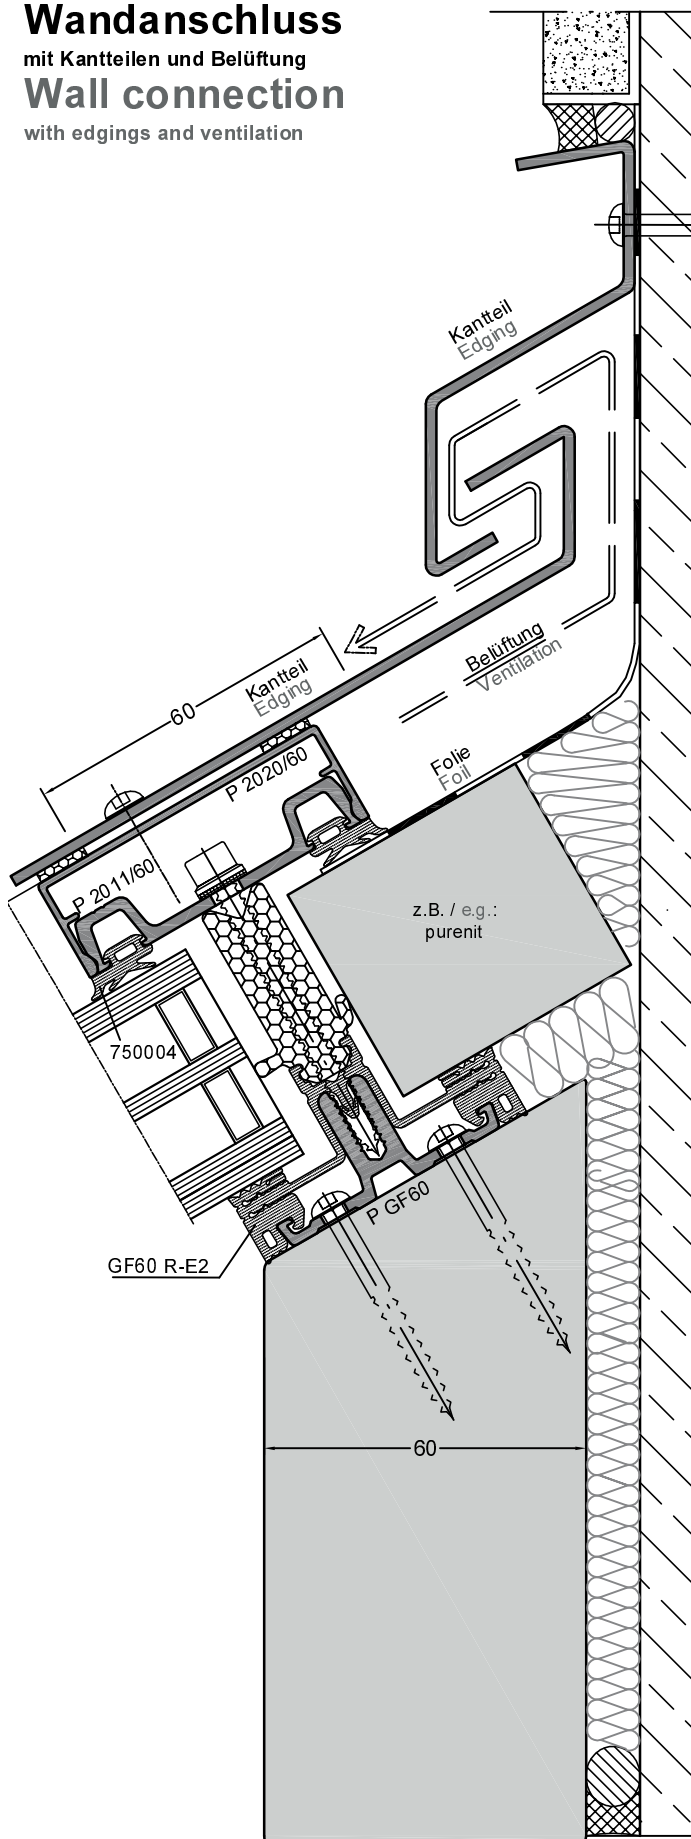 Wandanschluss
mit Kantteilen und Belüftung
Wall connection
with edgings and ventilation
Kantteil
Edging
Belüftung
Ventilation
60
Kantteil
Edging
P 2020/60
Folie
Foil
P 2011/60
z.B. / e.g.:
purenit
750004
P GF60
GF60 R-E2
60